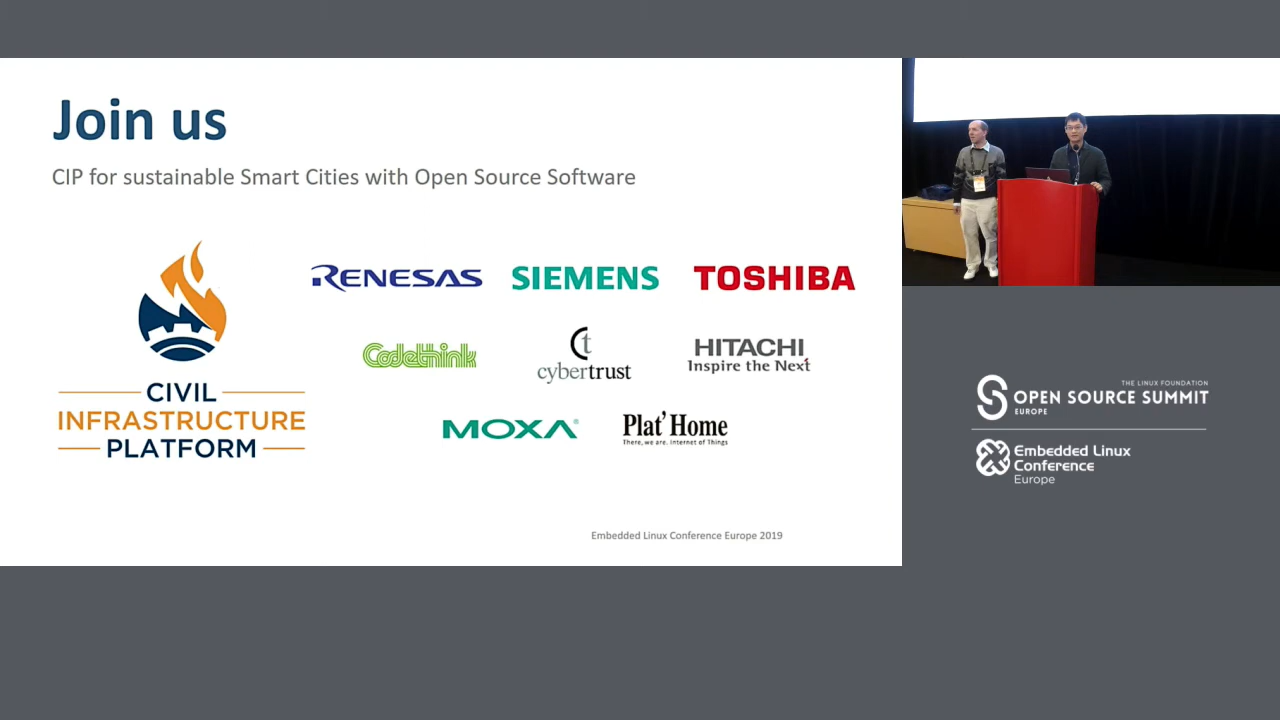 Join us
CIP for sustainable Smart Cities with Open Source Software
RENESAS
SIEMENS
TOSHIBA
Codethink
Ct
cybertrust
HITACHI
Inspire the Next
MOXA
Plat'Home
There, we are. Internet of Things
CIVIL
INFRASTRUCTURE
PLATFORM
Embedded Linux Conference Europe 2019
THE LINUX FOUNDATION
OPEN SOURCE SUMMIT
EUROPE
Embedded Linux
Conference
Europe